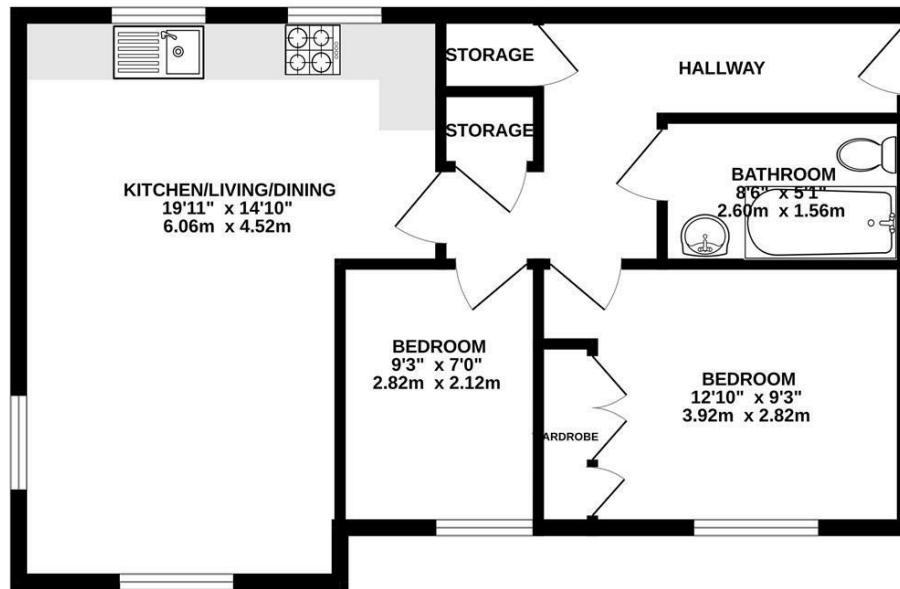 STORAGE
HALLWAY
STORAGE
KITCHEN/LIVING/DINING
19'11" x 14'10"
6.06m x 4.52m
BATHROOM
8'6" x 5'1"
2.60m x 1.56m
BEDROOM
9'3" x 7'0"
2.82m x 2.12m
BEDROOM
12'10" x 9'3"
3.92m x 2.82m
ARDROBE